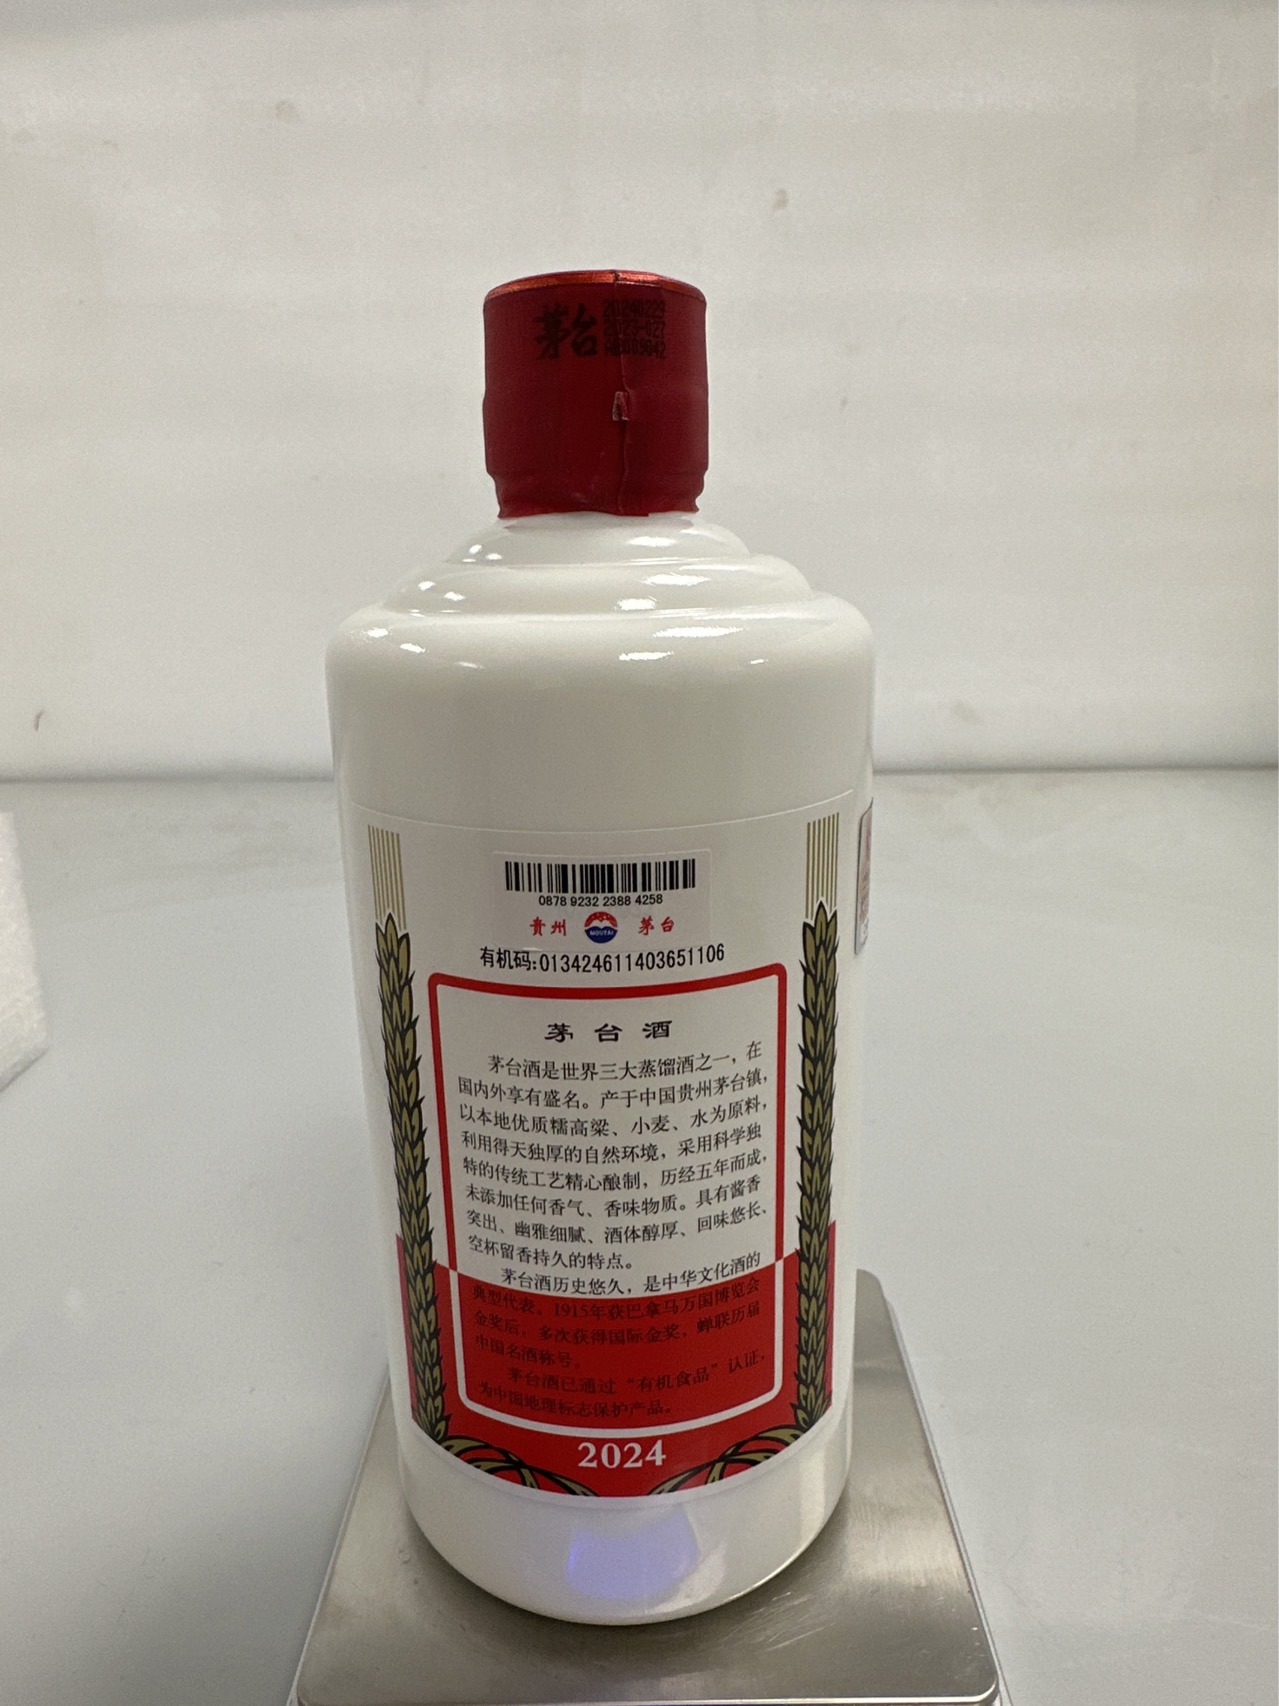 茅台
20240229
2023-027
0878 9232 2388 4258
贵州
MOUTAI
茅台
有机码:013424611403651106
茅台酒
茅台酒是世界三大蒸馏酒之一，在
国内外享有盛名。产于中国贵州茅台镇，
以本地优质糯高粱、小麦、水为原料，
利用得天独厚的自然环境，采用科学独
特的传统工艺精心酿制，历经五年而成，
未添加任何香气、香味物质。具有酱香
突出、幽雅细腻、酒体醇厚、回味悠长、
空杯留香持久的特点。
茅台酒历史悠久，是中华文化酒的
典型代表。1915年获巴拿马万国博览会
金奖后，多次获得国际金奖，蝉联历届
中国名酒称号。
茅台酒已通过“有机食品”认证，
为中国地理标志保护产品。
2024